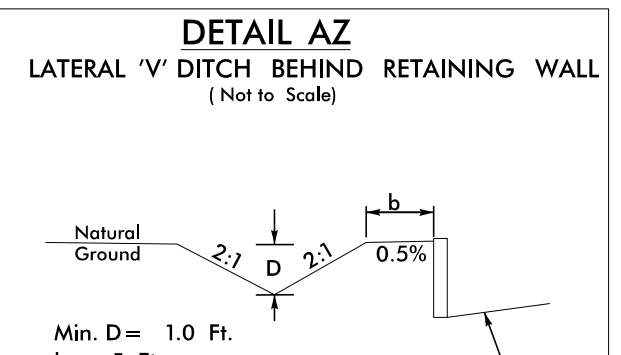 DETAIL AZ
LATERAL 'V' DITCH BEHIND RETAINING WALL
( Not to Scale)
b
Natural
Ground
2:1
D
2:1
0.5%
Min. D = 1.0 Ft.